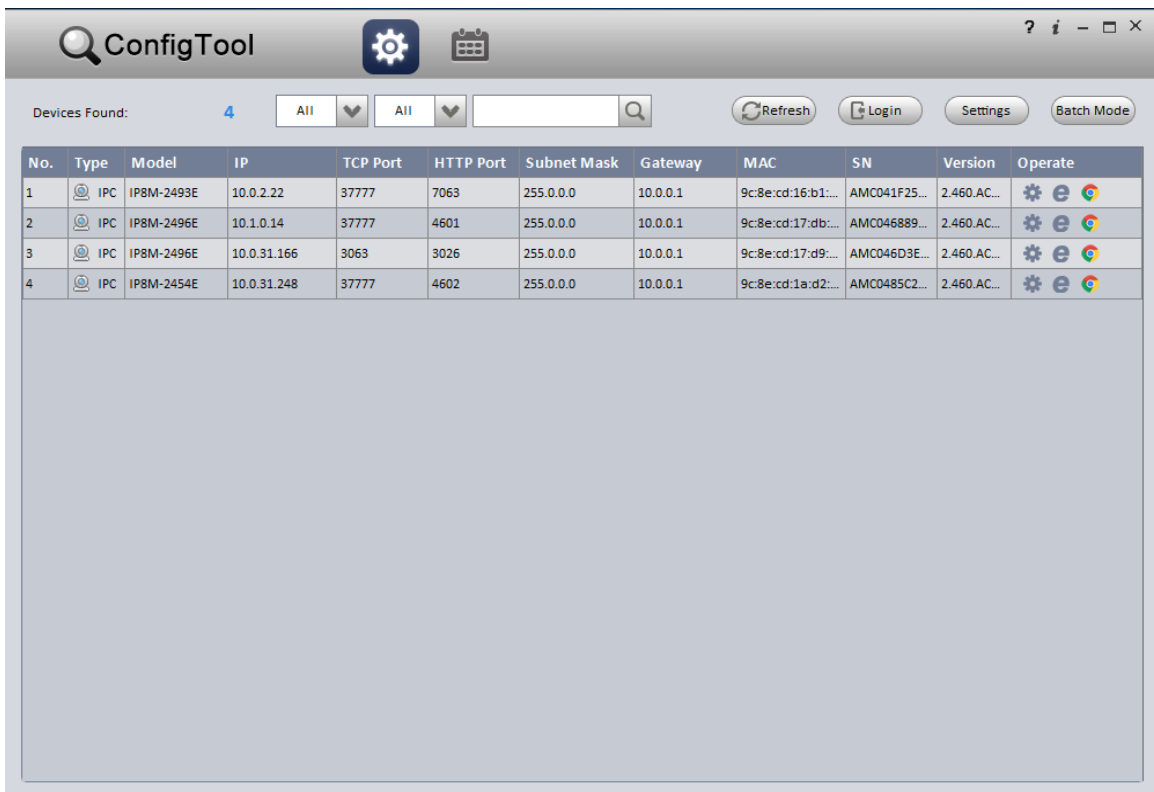 ConfigTool
Devices Found: 4 All All Refresh Login Settings Batch Mode
No. Type Model IP TCP Port HTTP Port Subnet Mask Gateway MAC SN Version Operate
1 IPC IP8M-2493E 10.0.2.22 37777 7063 255.0.0.0 10.0.0.1 9c:8e:cd:16:b1:... AMC041F25... 2.460.AC...
2 IPC IP8M-2496E 10.1.0.14 37777 4601 255.0.0.0 10.0.0.1 9c:8e:cd:17:db:... AMC046889... 2.460.AC...
3 IPC IP8M-2496E 10.0.31.166 3063 3026 255.0.0.0 10.0.0.1 9c:8e:cd:17:d9:... AMC046D3E... 2.460.AC...
4 IPC IP8M-2454E 10.0.31.248 37777 4602 255.0.0.0 10.0.0.1 9c:8e:cd:1a:d2:... AMC0485C2... 2.460.AC...